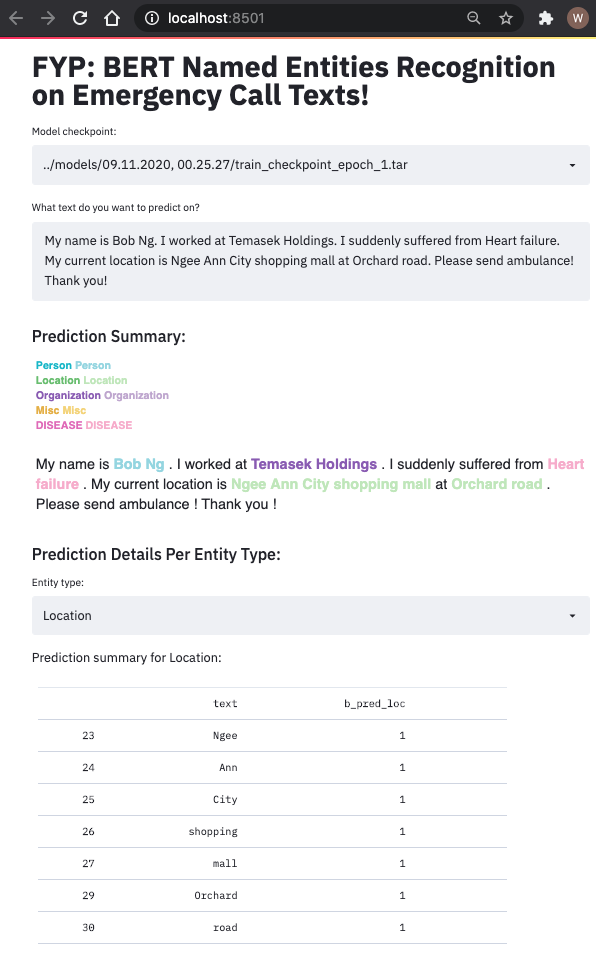 localhost:8501
W
FYP: BERT Named Entities Recognition
on Emergency Call Texts!
Model checkpoint:
../models/09.11.2020, 00.25.27/train_checkpoint_epoch_1.tar
What text do you want to predict on?
My name is Bob Ng. I worked at Temasek Holdings. I suddenly suffered from Heart failure.
My current location is Ngee Ann City shopping mall at Orchard road. Please send ambulance!
Thank you!
Prediction Summary:
Person Person
Location Location
Organization Organization
Misc Misc
DISEASE DISEASE
My name is Bob Ng . I worked at Temasek Holdings . I suddenly suffered from Heart
failure . My current location is Ngee Ann City shopping mall at Orchard road .
Please send ambulance ! Thank you !
Prediction Details Per Entity Type:
Entity type:
Location
Prediction summary for Location:
text b_pred_loc
23 Ngee 1
24 Ann 1
25 City 1
26 shopping 1
27 mall 1
29 Orchard 1
30 road 1